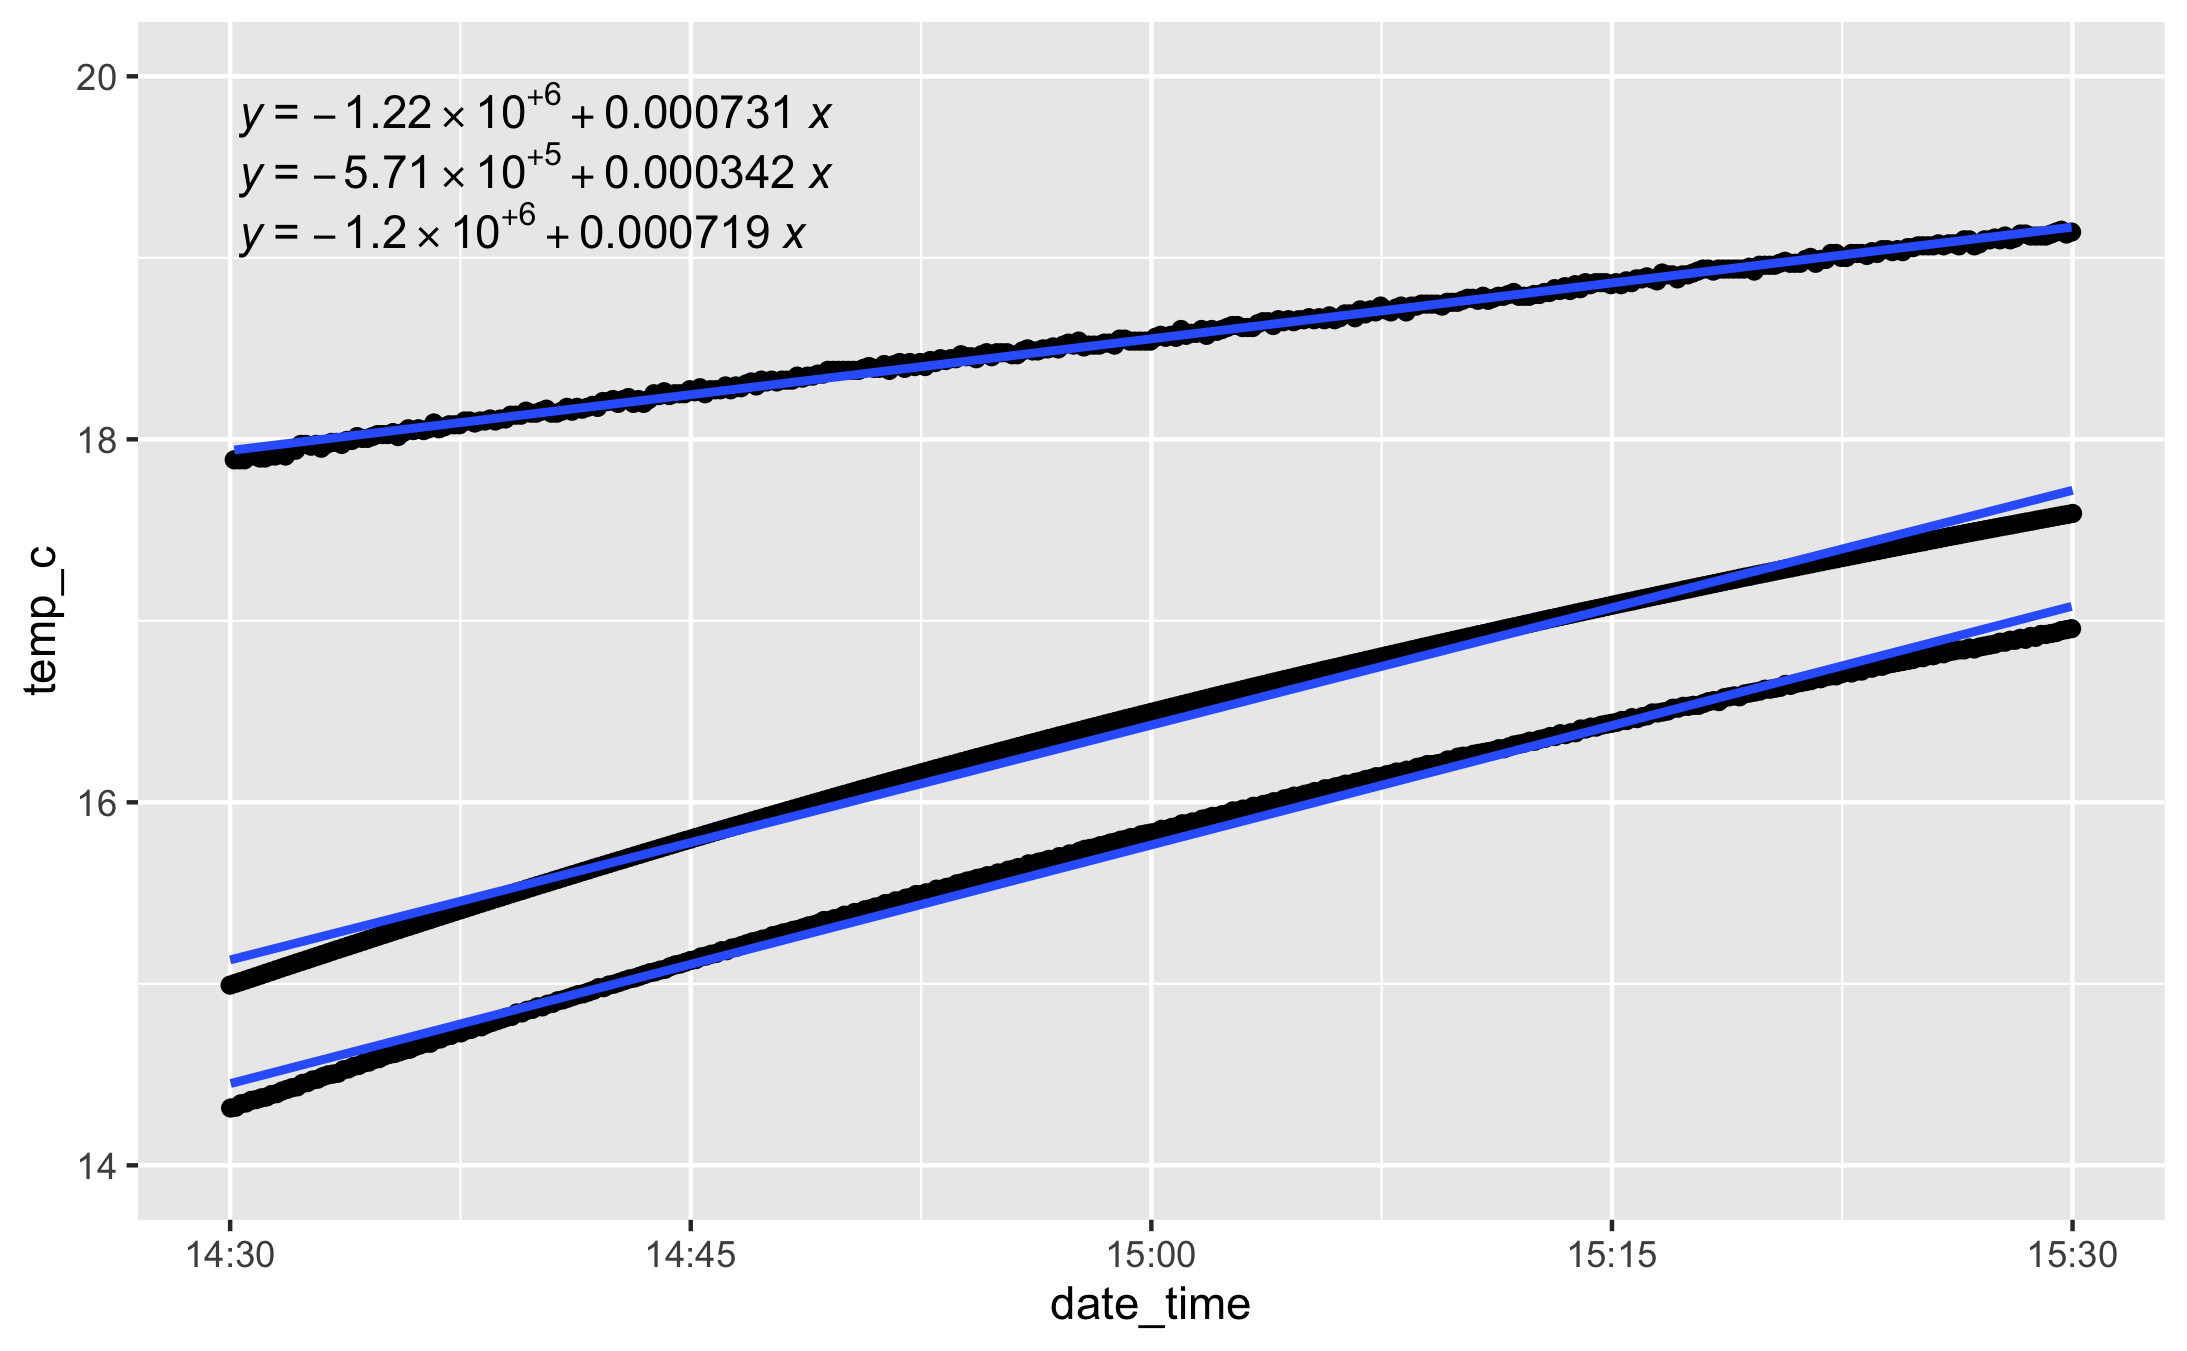 20
y = −1.22 × 10⁺⁶ + 0.000731 x
y = −5.71 × 10⁺⁵ + 0.000342 x
y = −1.2 × 10⁺⁶ + 0.000719 x
18
temp_c
16
14
14:30 14:45 15:00 15:15 15:30
date_time